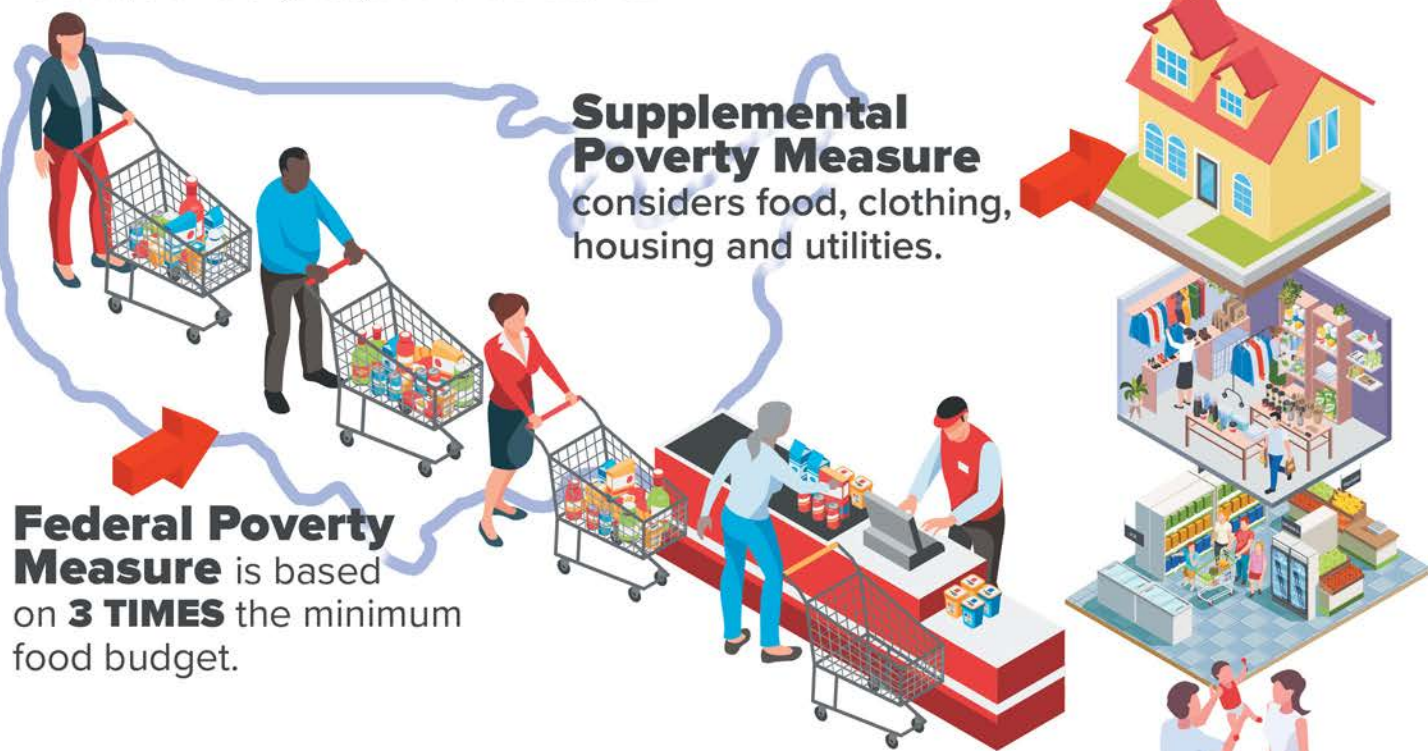 Supplemental
Poverty Measure
considers food, clothing,
housing and utilities.
Federal Poverty
Measure is based
on 3 TIMES the minimum
food budget.